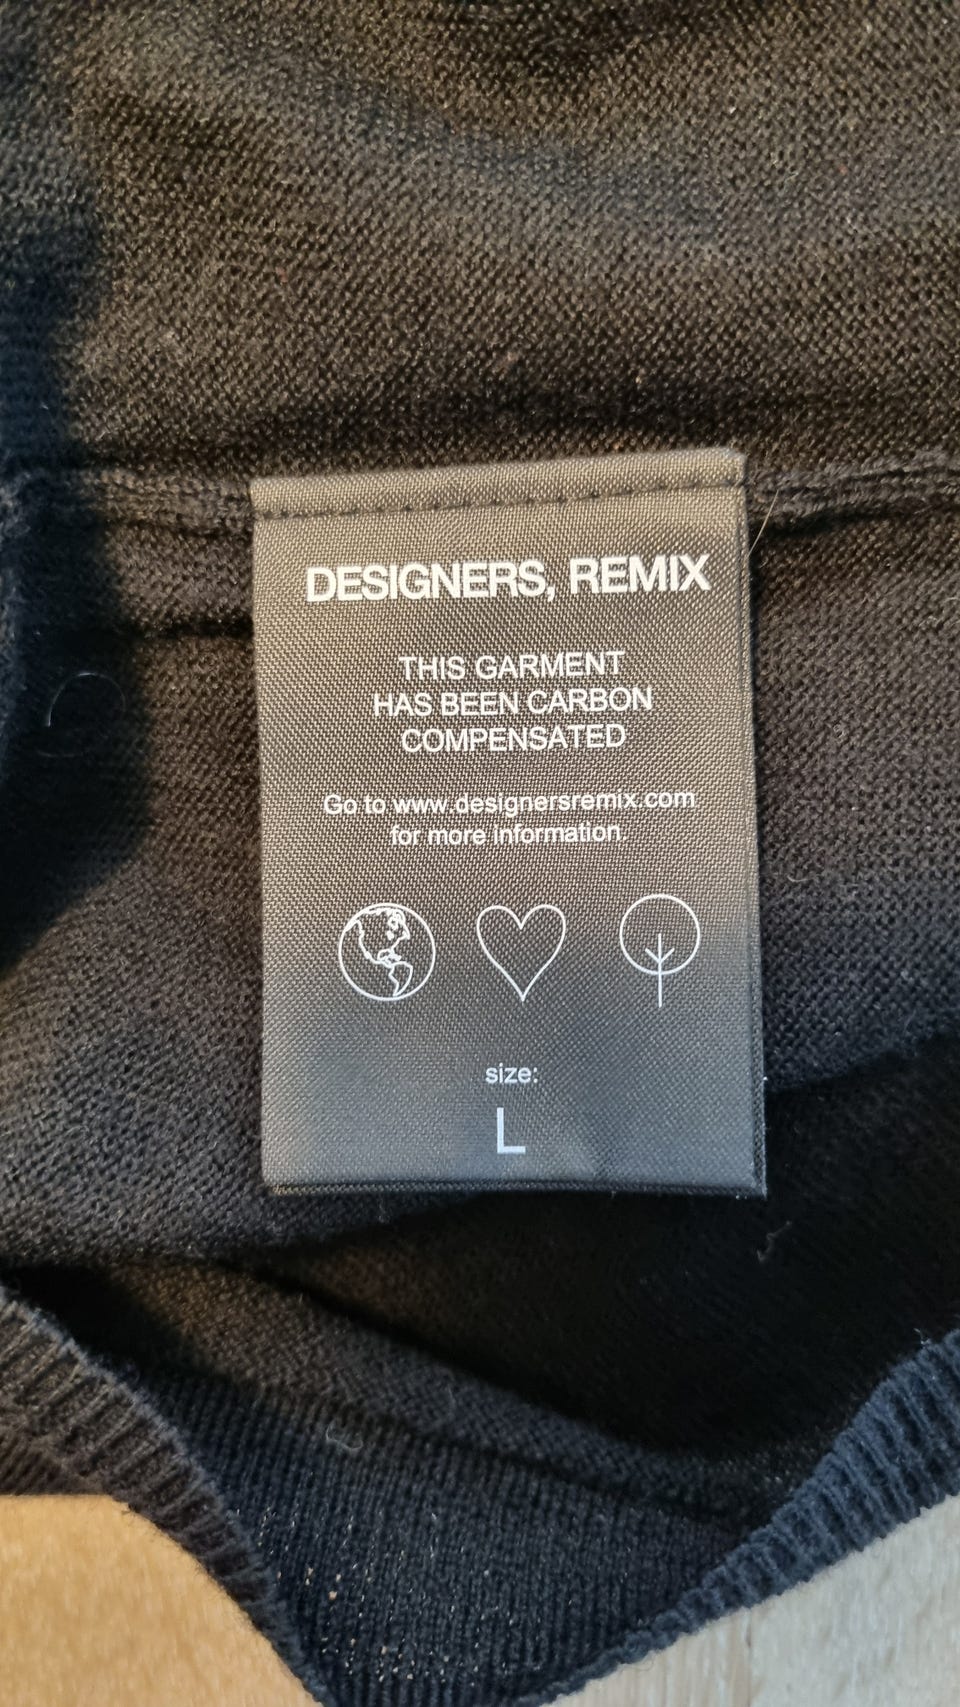 DESIGNERS, REMIX
THIS GARMENT
HAS BEEN CARBON
COMPENSATED
Go to www.designersremix.com
for more information.
size:
L